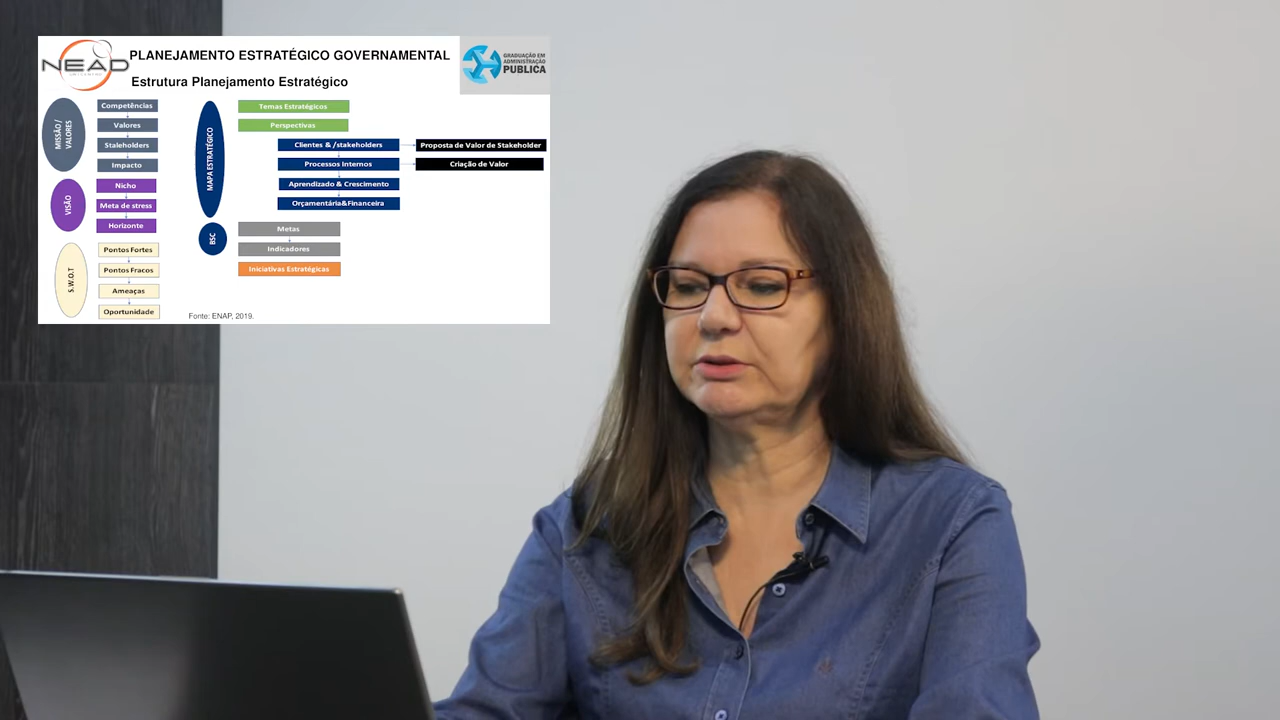 NEAD
UNICENTRO
PLANEJAMENTO ESTRATÉGICO GOVERNAMENTAL
Estrutura Planejamento Estratégico
GRADUAÇÃO EM
ADMINISTRAÇÃO
PÚBLICA
MISSÃO /
VALORES
Competências
Valores
Staleholders
Impacto
VISÃO
Nicho
Meta de stress
Horizonte
S.W.O.T
Pontos Fortes
Pontos Fracos
Ameaças
Oportunidade
MAPA ESTRATÉGICO
Temas Estratégicos
Perspectivas
Clientes & /stakeholders
Proposta de Valor de Stakeholder
Processos Internos
Criação de Valor
Aprendizado & Crescimento
Orçamentária&Financeira
BSC
Metas
Indicadores
Iniciativas Estratégicas
Fonte: ENAP, 2019.